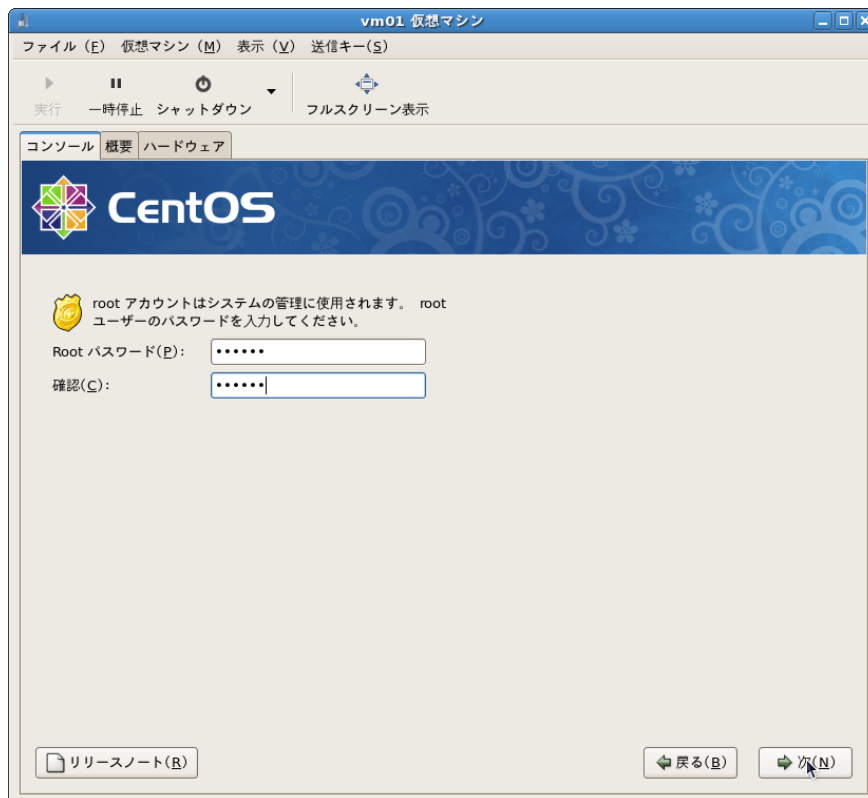 vm01 仮想マシン
ファイル (F) 仮想マシン (M) 表示 (V) 送信キー(S)
実行 一時停止 シャットダウン フルスクリーン表示
コンソール 概要 ハードウェア
CentOS
root アカウントはシステムの管理に使用されます。 root
ユーザーのパスワードを入力してください。
Root パスワード(P): ••••••
確認(C): ••••••
リリースノート(R) 戻る(B) 次(N)